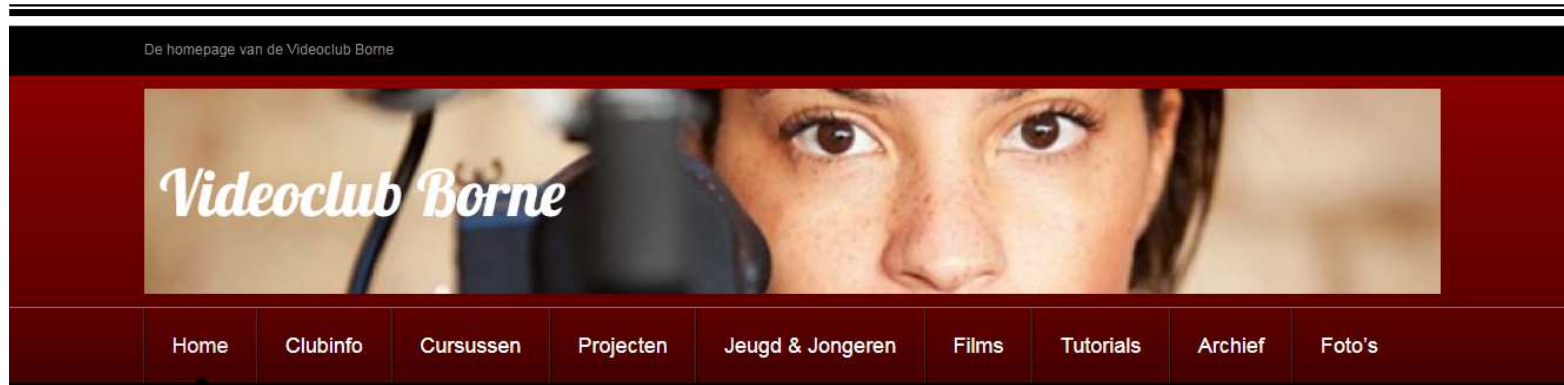 De homepage van de Videoclub Borne
Videoclub Borne
Home Clubinfo Cursussen Projecten Jeugd & Jongeren Films Tutorials Archief Foto's